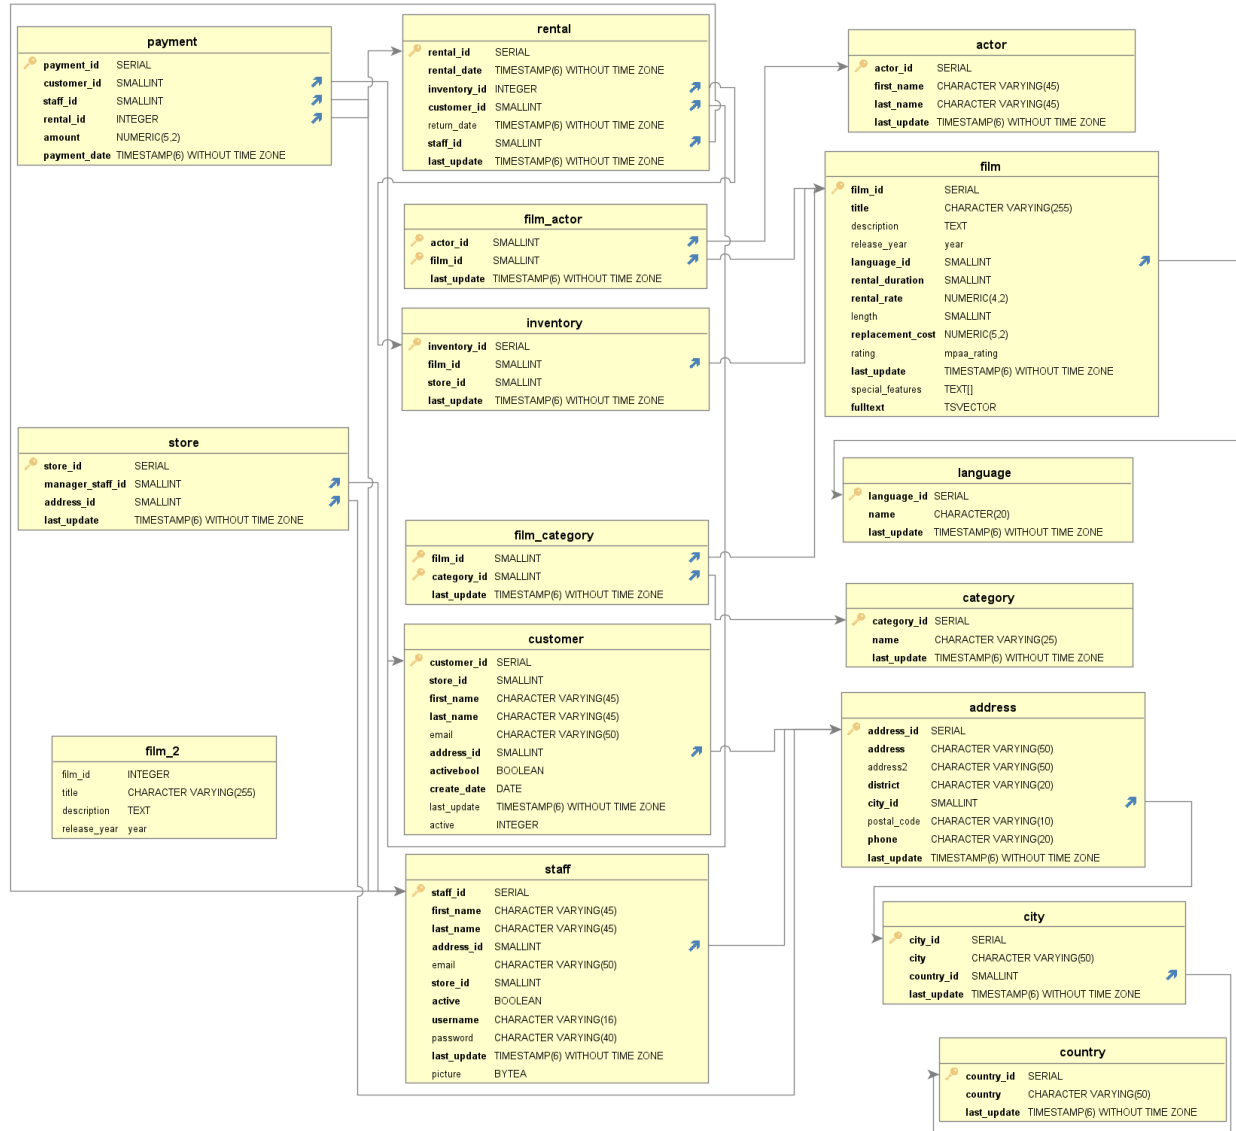 payment
payment_id SERIAL
customer_id SMALLINT
staff_id SMALLINT
rental_id INTEGER
amount NUMERIC(5,2)
payment_date TIMESTAMP(6) WITHOUT TIME ZONE
rental
rental_id SERIAL
rental_date TIMESTAMP(6) WITHOUT TIME ZONE
inventory_id INTEGER
customer_id SMALLINT
return_date TIMESTAMP(6) WITHOUT TIME ZONE
staff_id SMALLINT
last_update TIMESTAMP(6) WITHOUT TIME ZONE
actor
actor_id SERIAL
first_name CHARACTER VARYING(45)
last_name CHARACTER VARYING(45)
last_update TIMESTAMP(6) WITHOUT TIME ZONE
film
film_id SERIAL
title CHARACTER VARYING(255)
description TEXT
release_year year
language_id SMALLINT
rental_duration SMALLINT
rental_rate NUMERIC(4,2)
length SMALLINT
replacement_cost NUMERIC(5,2)
rating mpaa_rating
last_update TIMESTAMP(6) WITHOUT TIME ZONE
special_features TEXT[]
fulltext TSVECTOR
film_actor
actor_id SMALLINT
film_id SMALLINT
last_update TIMESTAMP(6) WITHOUT TIME ZONE
inventory
inventory_id SERIAL
film_id SMALLINT
store_id SMALLINT
last_update TIMESTAMP(6) WITHOUT TIME ZONE
store
store_id SERIAL
manager_staff_id SMALLINT
address_id SMALLINT
last_update TIMESTAMP(6) WITHOUT TIME ZONE
language
language_id SERIAL
name CHARACTER(20)
last_update TIMESTAMP(6) WITHOUT TIME ZONE
film_category
film_id SMALLINT
category_id SMALLINT
last_update TIMESTAMP(6) WITHOUT TIME ZONE
category
category_id SERIAL
name CHARACTER VARYING(25)
last_update TIMESTAMP(6) WITHOUT TIME ZONE
customer
customer_id SERIAL
store_id SMALLINT
first_name CHARACTER VARYING(45)
last_name CHARACTER VARYING(45)
email CHARACTER VARYING(50)
address_id SMALLINT
activebool BOOLEAN
create_date DATE
last_update TIMESTAMP(6) WITHOUT TIME ZONE
active INTEGER
address
address_id SERIAL
address CHARACTER VARYING(50)
address2 CHARACTER VARYING(50)
district CHARACTER VARYING(20)
city_id SMALLINT
postal_code CHARACTER VARYING(10)
phone CHARACTER VARYING(20)
last_update TIMESTAMP(6) WITHOUT TIME ZONE
film_2
film_id INTEGER
title CHARACTER VARYING(255)
description TEXT
release_year year
staff
staff_id SERIAL
first_name CHARACTER VARYING(45)
last_name CHARACTER VARYING(45)
address_id SMALLINT
email CHARACTER VARYING(50)
store_id SMALLINT
active BOOLEAN
username CHARACTER VARYING(16)
password CHARACTER VARYING(40)
last_update TIMESTAMP(6) WITHOUT TIME ZONE
picture BYTEA
city
city_id SERIAL
city CHARACTER VARYING(50)
country_id SMALLINT
last_update TIMESTAMP(6) WITHOUT TIME ZONE
country
country_id SERIAL
country CHARACTER VARYING(50)
last_update TIMESTAMP(6) WITHOUT TIME ZONE